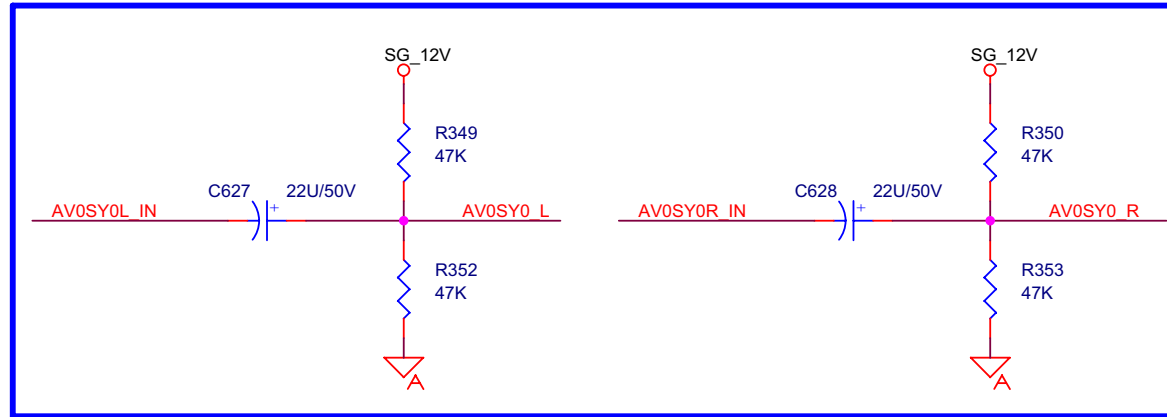 SG_12V
R349
47K
C627
22U/50V
+
AV0SY0L_IN
AV0SY0_L
R352
47K
A
SG_12V
R350
47K
C628
22U/50V
+
AV0SY0R_IN
AV0SY0_R
R353
47K
A